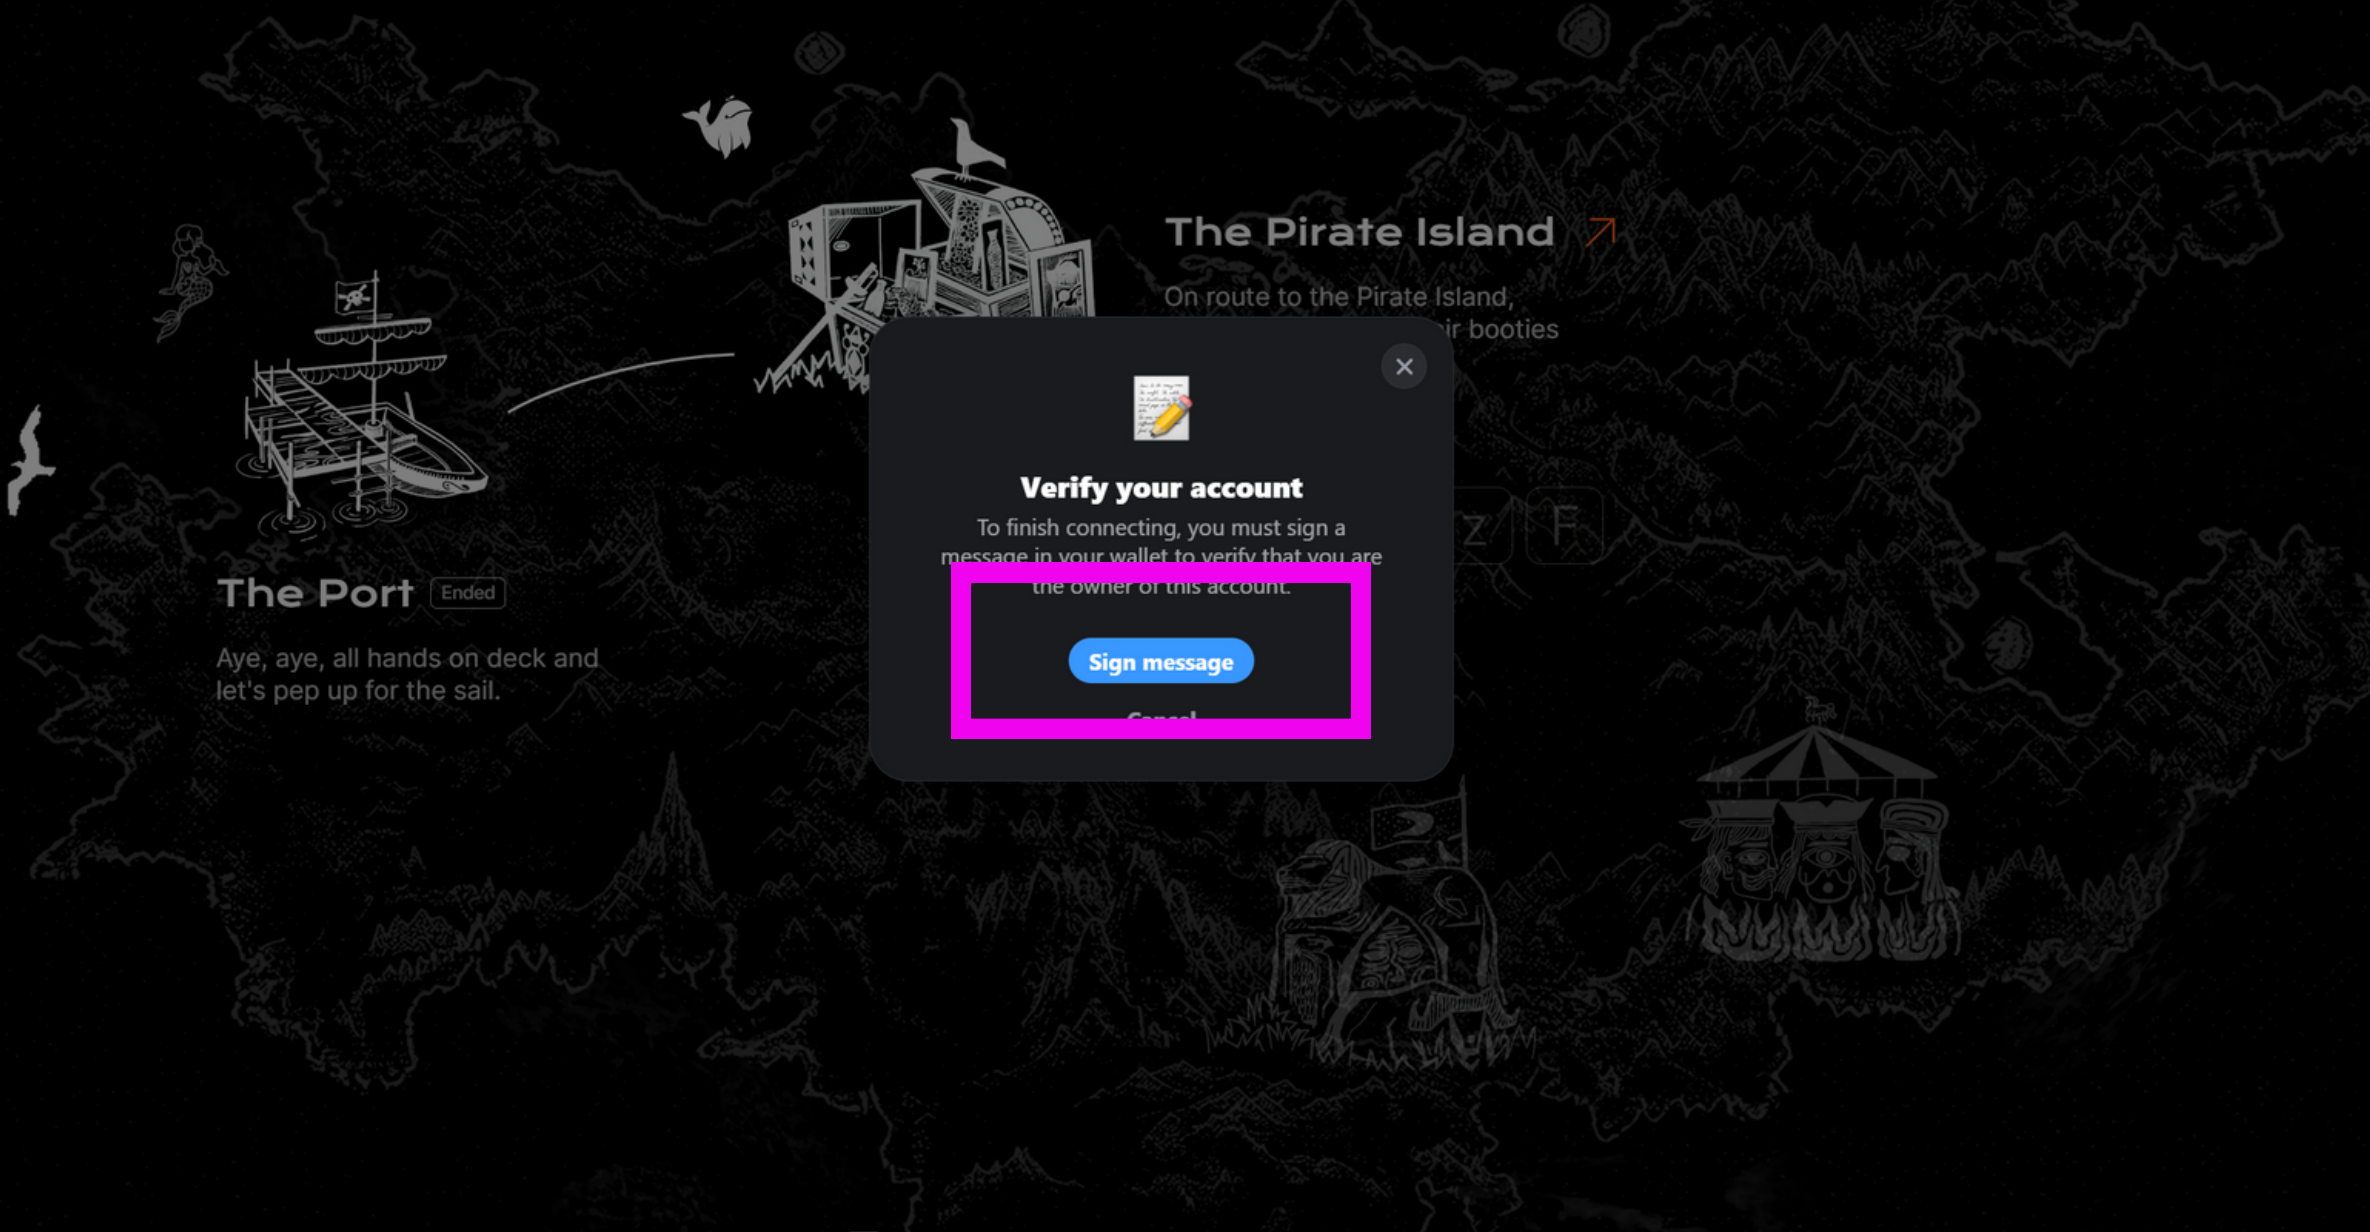 The Pirate Island
On route to the Pirate Island,
ir booties
Verify your account
To finish connecting, you must sign a
message in your wallet to verify that you are
the owner of this account.
Z F
The Port Ended
Sign message
Aye, aye, all hands on deck and
let's pep up for the sail.
Cancel